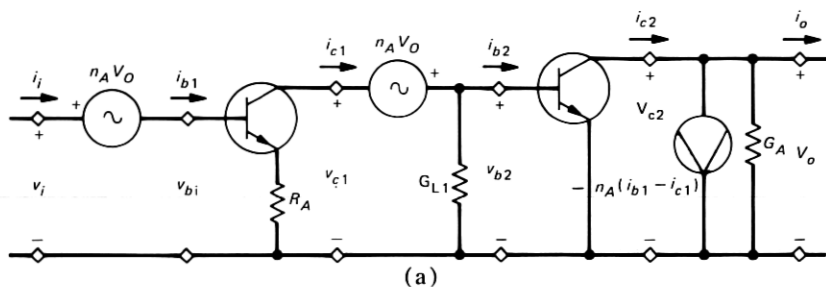 i_i
n_A V_O
i_b1
i_c1
n_A V_O
i_b2
i_c2
i_o
+ + + + + + + +
~ ~
v_i
v_bi
R_A
v_c1
G_L1
v_b2
V_c2
− n_A(i_b1 − i_c1)
G_A
V_o
− − − − − −
(a)